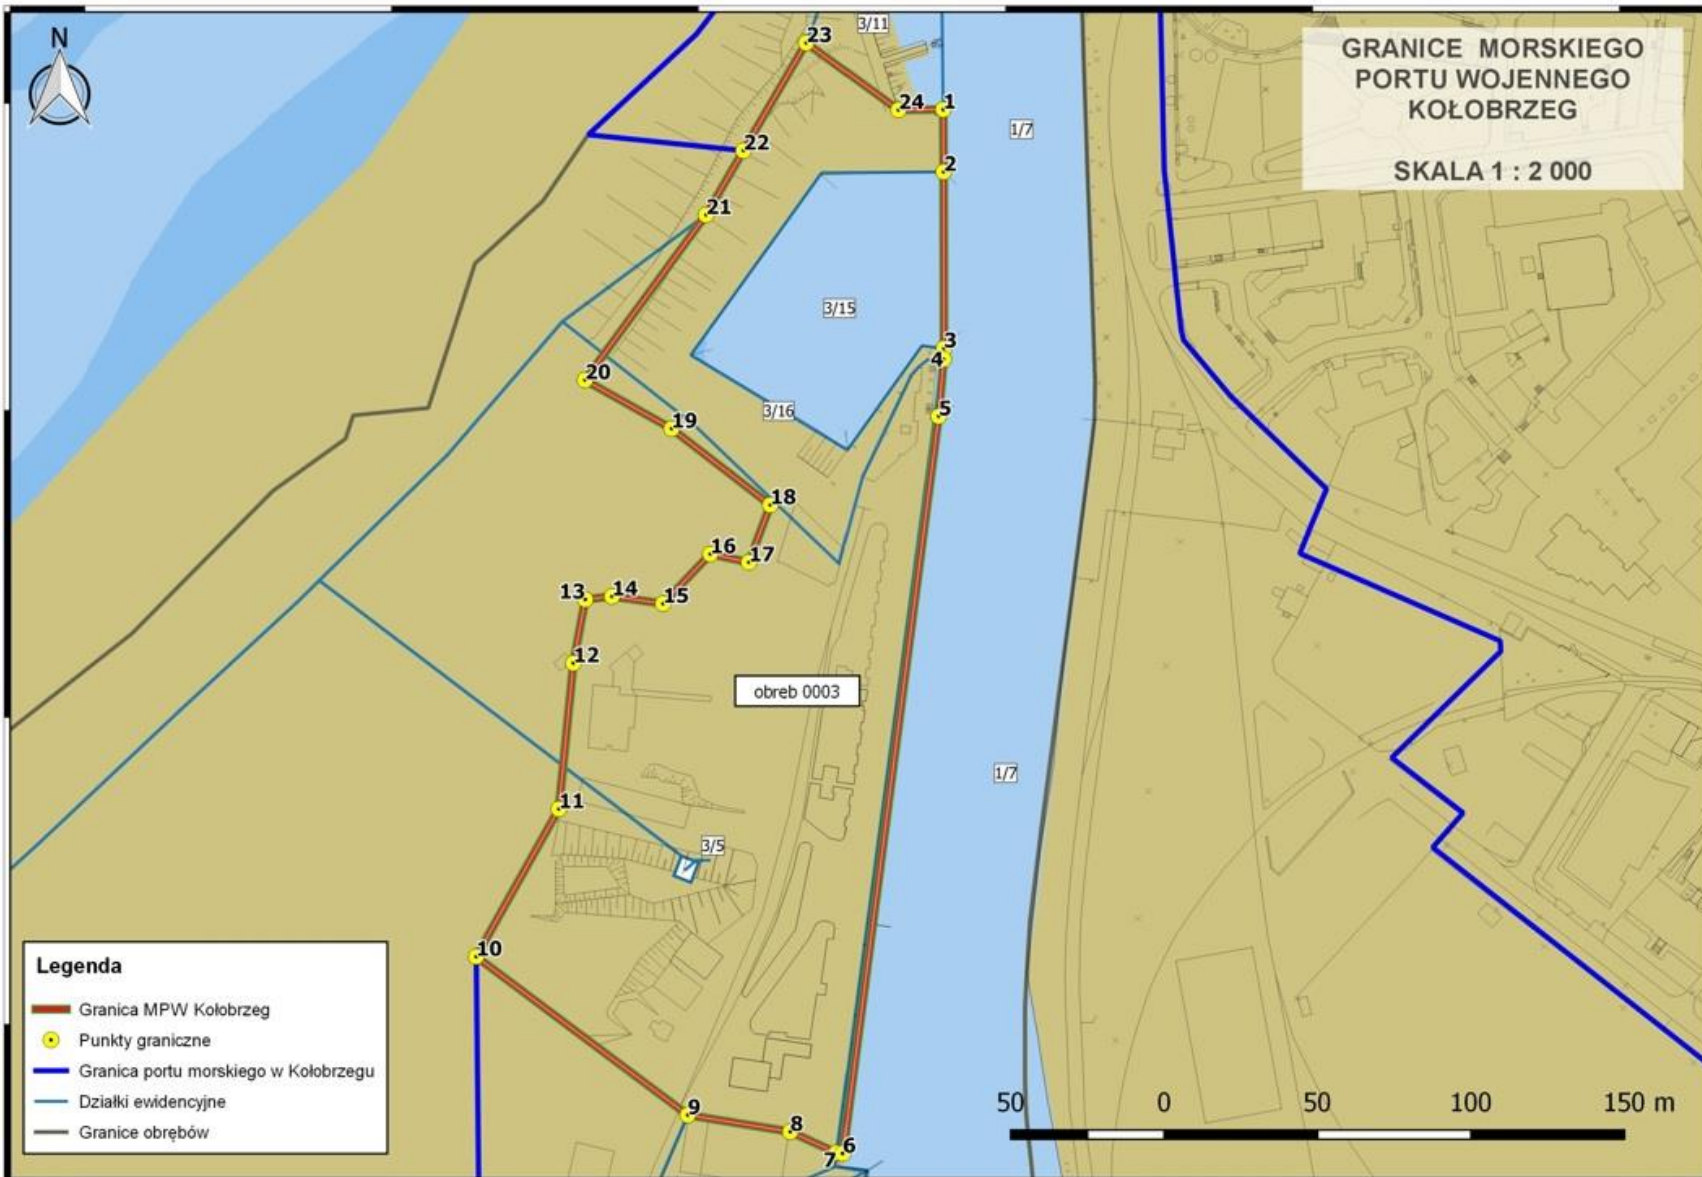 N
GRANICE MORSKIEGO
PORTU WOJENNEGO
KOŁOBRZEG
SKALA 1 : 2 000
3/11
23
24
1
1/7
22
2
21
3/15
3
4
20
3/16
5
19
18
16
17
13
14
15
12
obreb 0003
1/7
11
3/5
10
9
8
6
7
Legenda
Granica MPW Kołobrzeg
Punkty graniczne
Granica portu morskiego w Kołobrzegu
Działki ewidencyjne
Granice obrębów
50 0 50 100 150 m